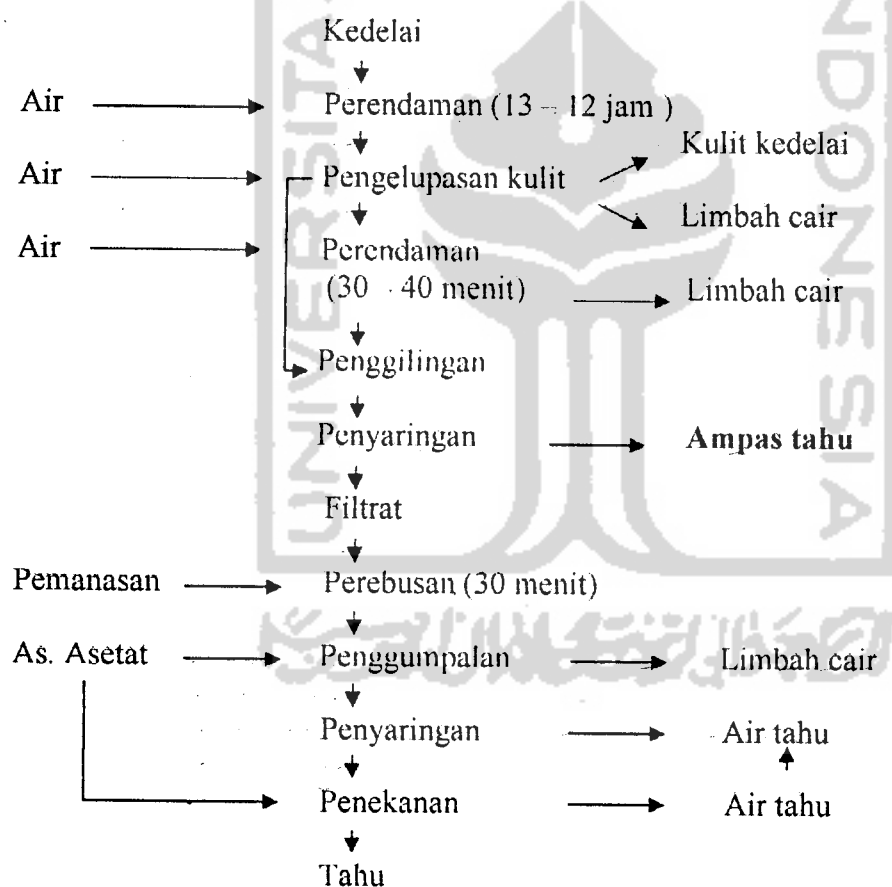 Kedelai
Air Perendaman (13 – 12 jam )
Kulit kedelai
Air Pengelupasan kulit
Limbah cair
Air Perendaman
(30 - 40 menit) Limbah cair
Penggilingan
Penyaringan Ampas tahu
Filtrat
Pemanasan Perebusan (30 menit)
As. Asetat Penggumpalan Limbah cair
Penyaringan Air tahu
Penekanan Air tahu
Tahu
UNIVERSITAS
INDONESIA